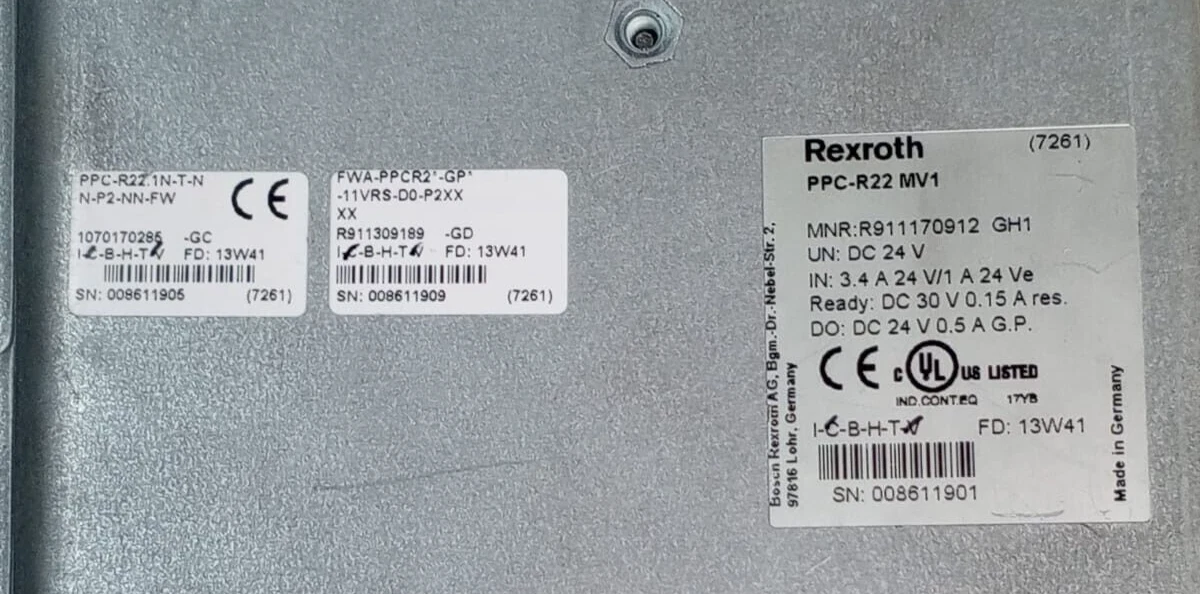 PPC-R22.1N-T-N
N-P2-NN-FW
CE
1070170285 -GC
I-C-B-H-T-N FD: 13W41
SN: 008611905 (7261)
FWA-PPCR2*-GP*
-11VRS-D0-P2XX
XX
R911309189 -GD
I-C-B-H-T-N FD: 13W41
SN: 008611909 (7261)
Rexroth (7261)
PPC-R22 MV1
MNR:R911170912 GH1
UN: DC 24 V
IN: 3.4 A 24 V/1 A 24 Ve
Ready: DC 30 V 0.15 A res.
DO: DC 24 V 0.5 A G.P.
CE C UL US LISTED
IND.CONT.EQ 17YB
I-C-B-H-T-N FD: 13W41
SN: 008611901
Bosch Rexroth AG, Bgm.-Dr.-Nebel-Str. 2,
97816 Lohr, Germany
Made in Germany